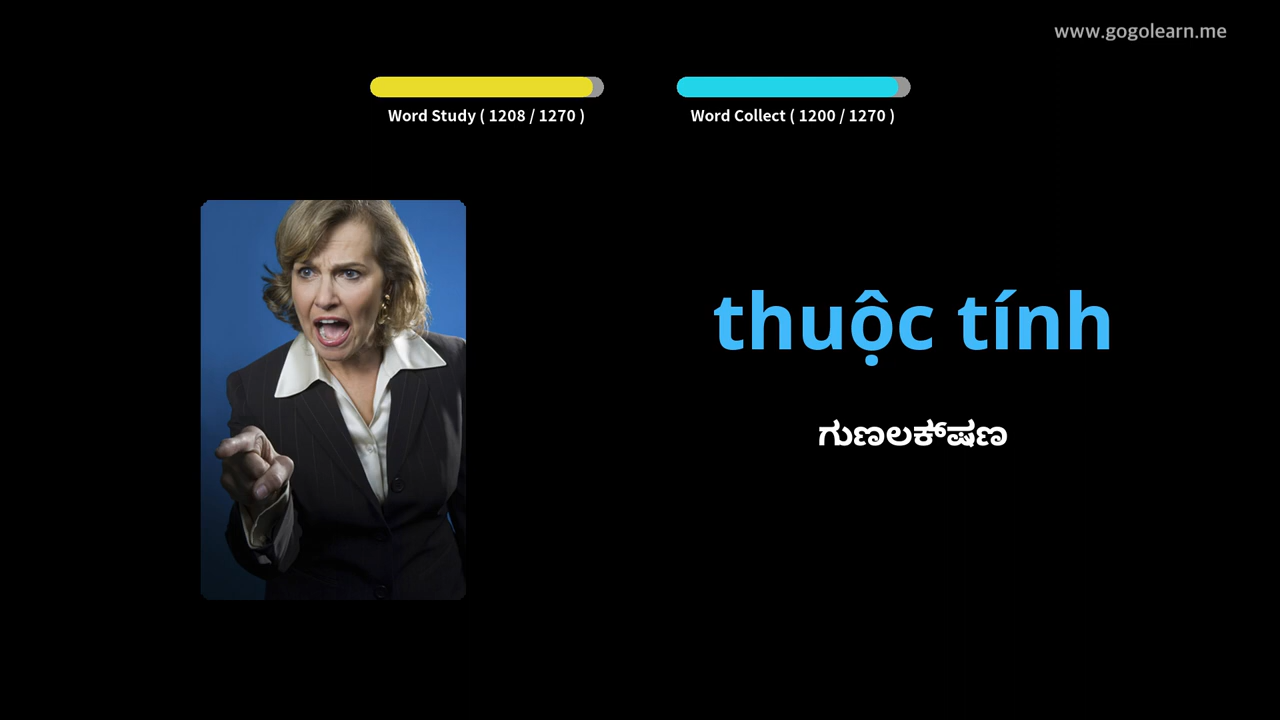 www.gogolearn.me
Word Study ( 1208 / 1270 )
Word Collect ( 1200 / 1270 )
thuộc tính
ಗುಣಲಕ್ಷಣ